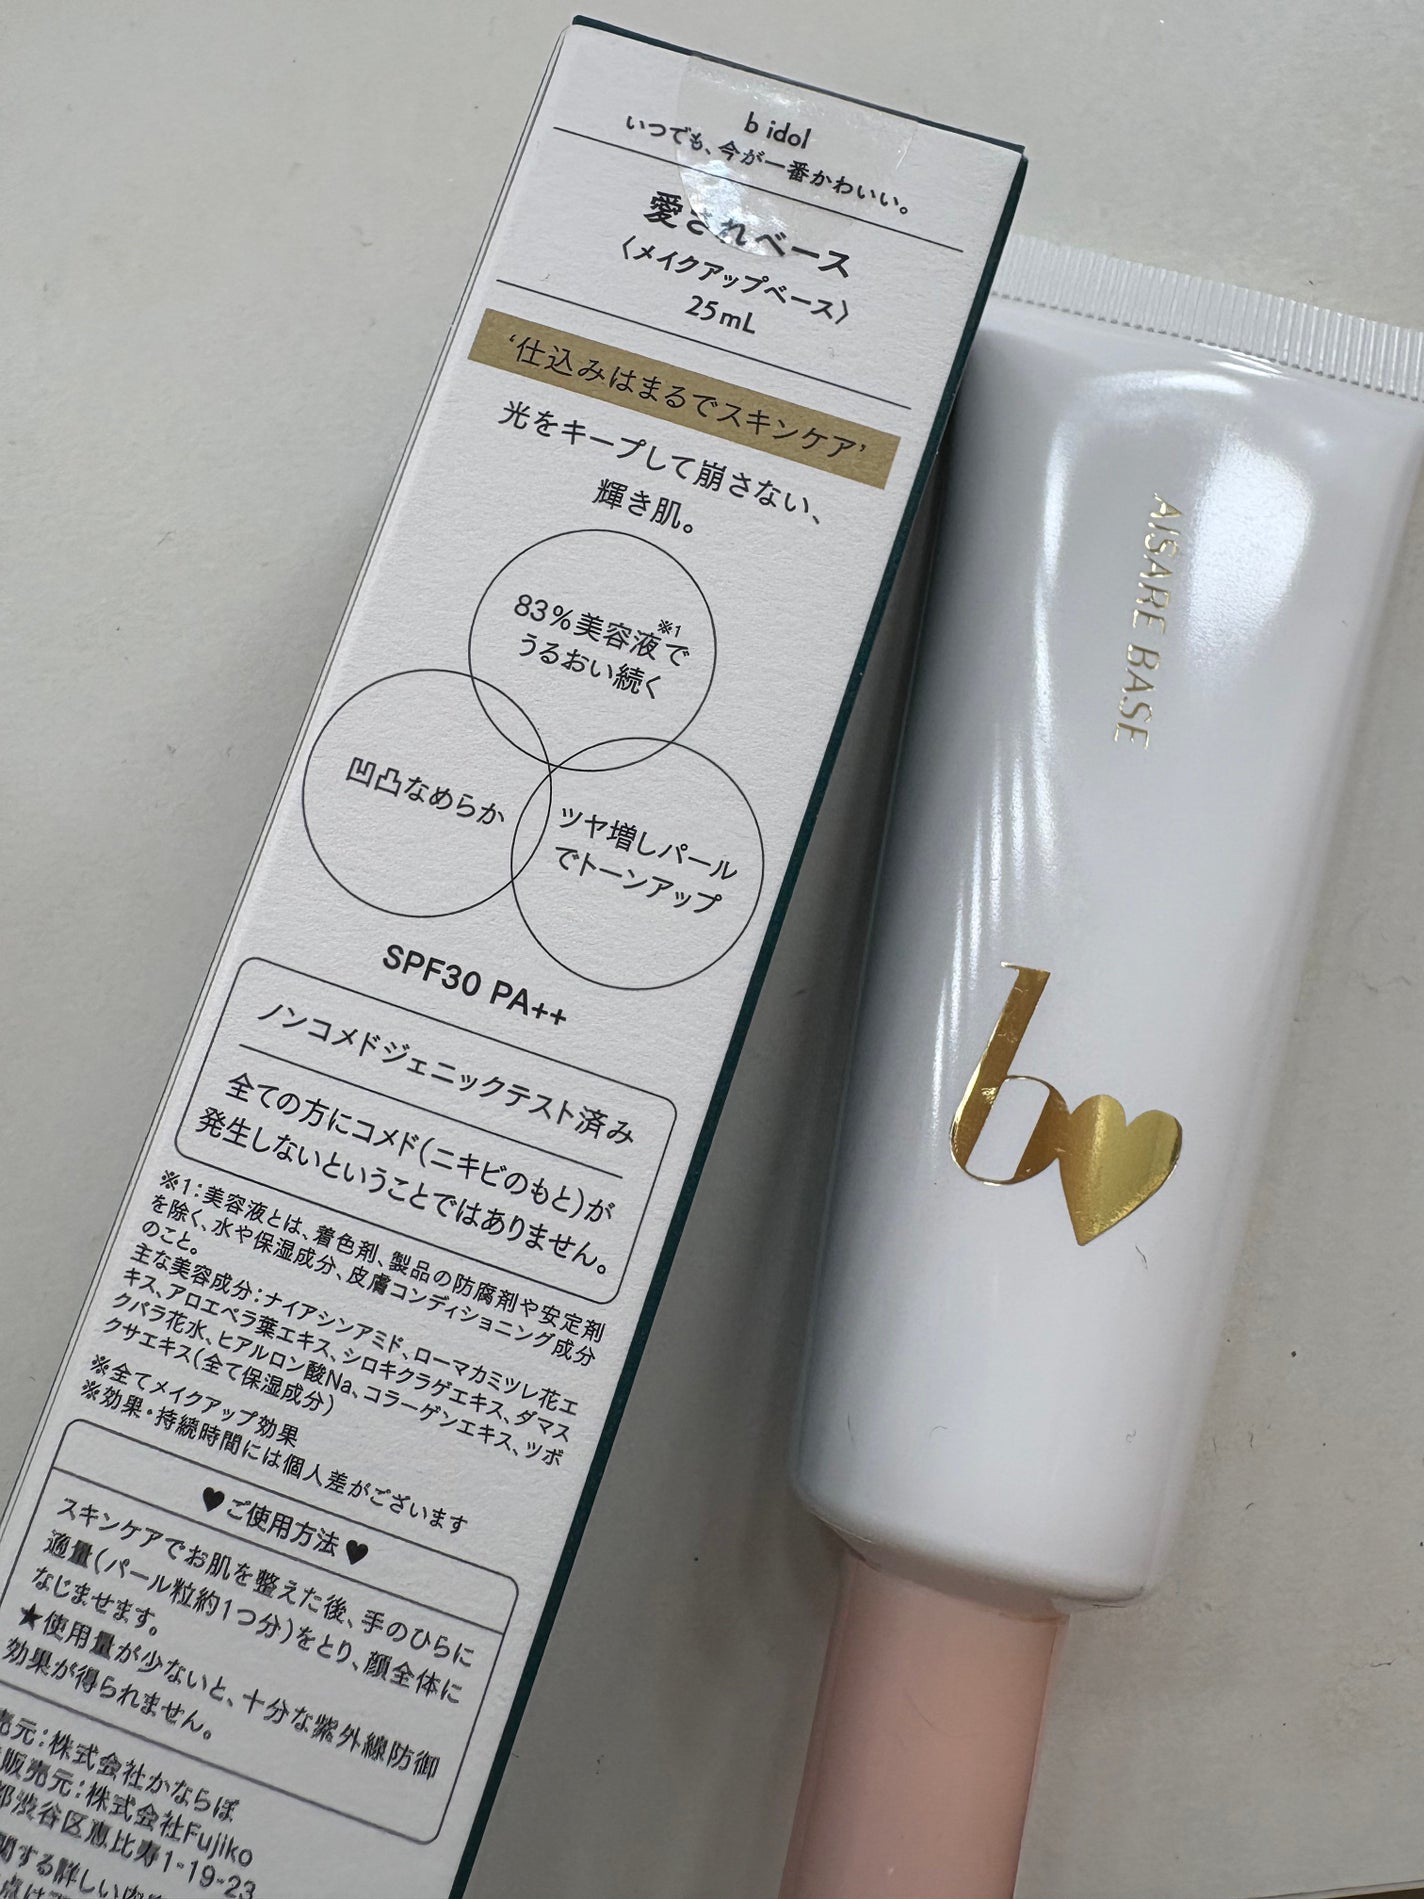 b idol
いつでも、今が一番かわいい。
愛されベース
〈メイクアップベース〉
25mL
‘仕込みはまるでスキンケア’
光をキープして崩さない、
輝き肌。
83%美容液※1で
うるおい続く
凹凸なめらか
ツヤ増しパール
でトーンアップ
SPF30 PA++
ノンコメドジェニックテスト済み
全ての方にコメド(ニキビのもと)が
発生しないということではありません。
※1:美容液とは、着色剤、製品の防腐剤や安定剤
を除く、水や保湿成分、皮膚コンディショニング成分
のこと。
主な美容成分:ナイアシンアミド、ローマカミツレ花エ
キス、アロエベラ葉エキス、シロキクラゲエキス、ダマス
クバラ花水、ヒアルロン酸Na、コラーゲンエキス、ツボ
クサエキス(全て保湿成分)
※全てメイクアップ効果
※効果・持続時間には個人差がございます
♥ご使用方法♥
スキンケアでお肌を整えた後、手のひらに
適量(パール粒約1つ分)をとり、顔全体に
なじませます。
★使用量が少ないと、十分な紫外線防御
効果が得られません。
売元:株式会社かならぼ
販売元:株式会社Fujiko
都渋谷区恵比寿1-19-23
関する詳しい内
点は
AISARE BASE
b♥